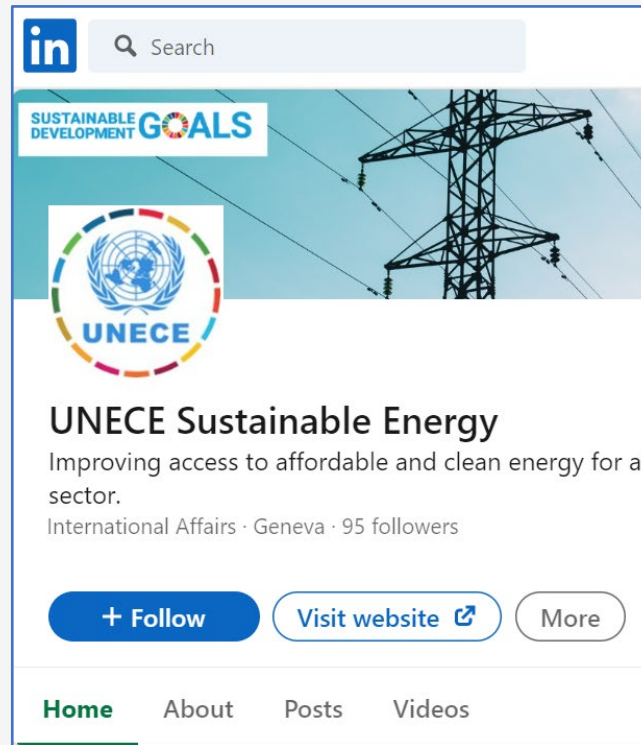 in
Search
SUSTAINABLE
DEVELOPMENT GOALS
UNECE
UNECE Sustainable Energy
Improving access to affordable and clean energy for a
sector.
International Affairs · Geneva · 95 followers
+ Follow
Visit website
More
Home
About
Posts
Videos